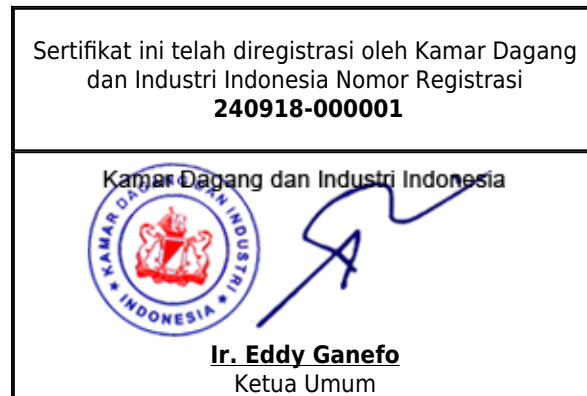 Sertifikat ini telah diregistrasi oleh Kamar Dagang
dan Industri Indonesia Nomor Registrasi
240918-000001
Kamar Dagang dan Industri Indonesia
KAMAR DAGANG DAN INDUSTRI
INDONESIA
Ir. Eddy Ganefo
Ketua Umum